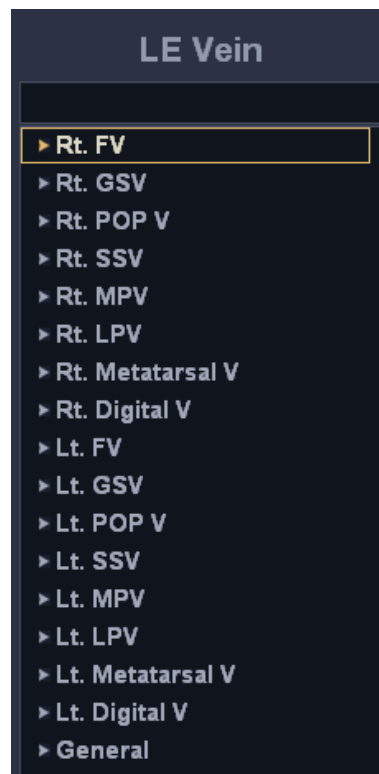 LE Vein
Rt. FV
Rt. GSV
Rt. POP V
Rt. SSV
Rt. MPV
Rt. LPV
Rt. Metatarsal V
Rt. Digital V
Lt. FV
Lt. GSV
Lt. POP V
Lt. SSV
Lt. MPV
Lt. LPV
Lt. Metatarsal V
Lt. Digital V
General